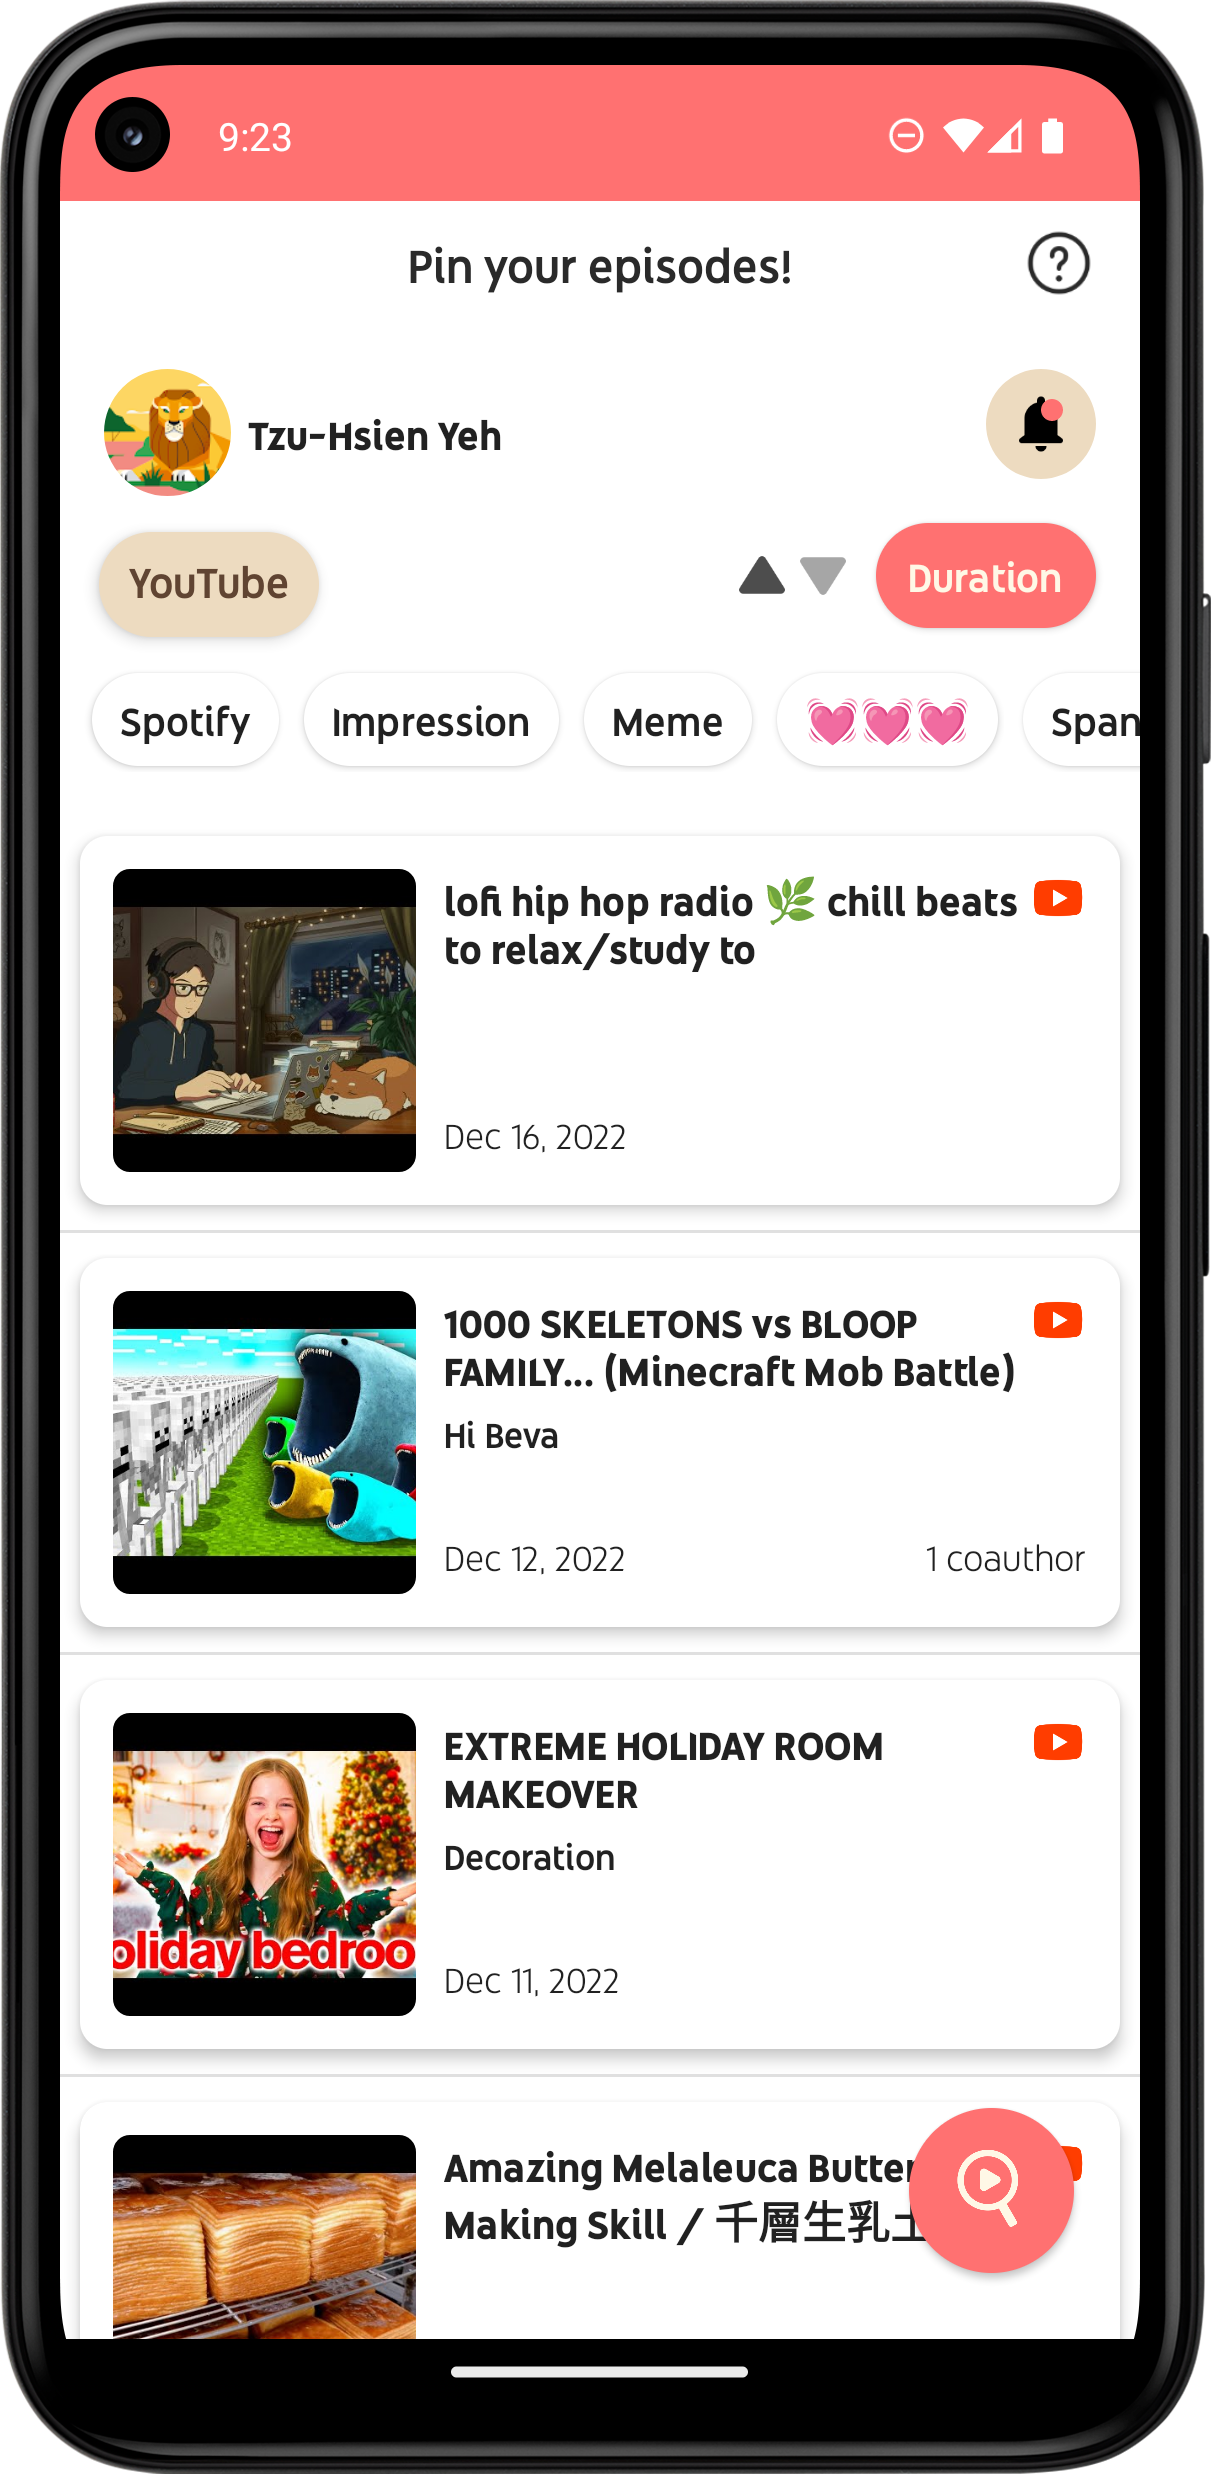 9:23
Pin your episodes!
?
Tzu-Hsien Yeh
YouTube
Duration
Spotify
Impression
Meme
💓💓💓
Span
lofi hip hop radio 🌿 chill beats
to relax/study to
Dec 16, 2022
1000 SKELETONS vs BLOOP
FAMILY... (Minecraft Mob Battle)
Hi Beva
Dec 12, 2022
1 coauthor
EXTREME HOLIDAY ROOM
MAKEOVER
Decoration
oliday bedroo
Dec 11, 2022
Amazing Melaleuca Butter
Making Skill / 千層生乳土